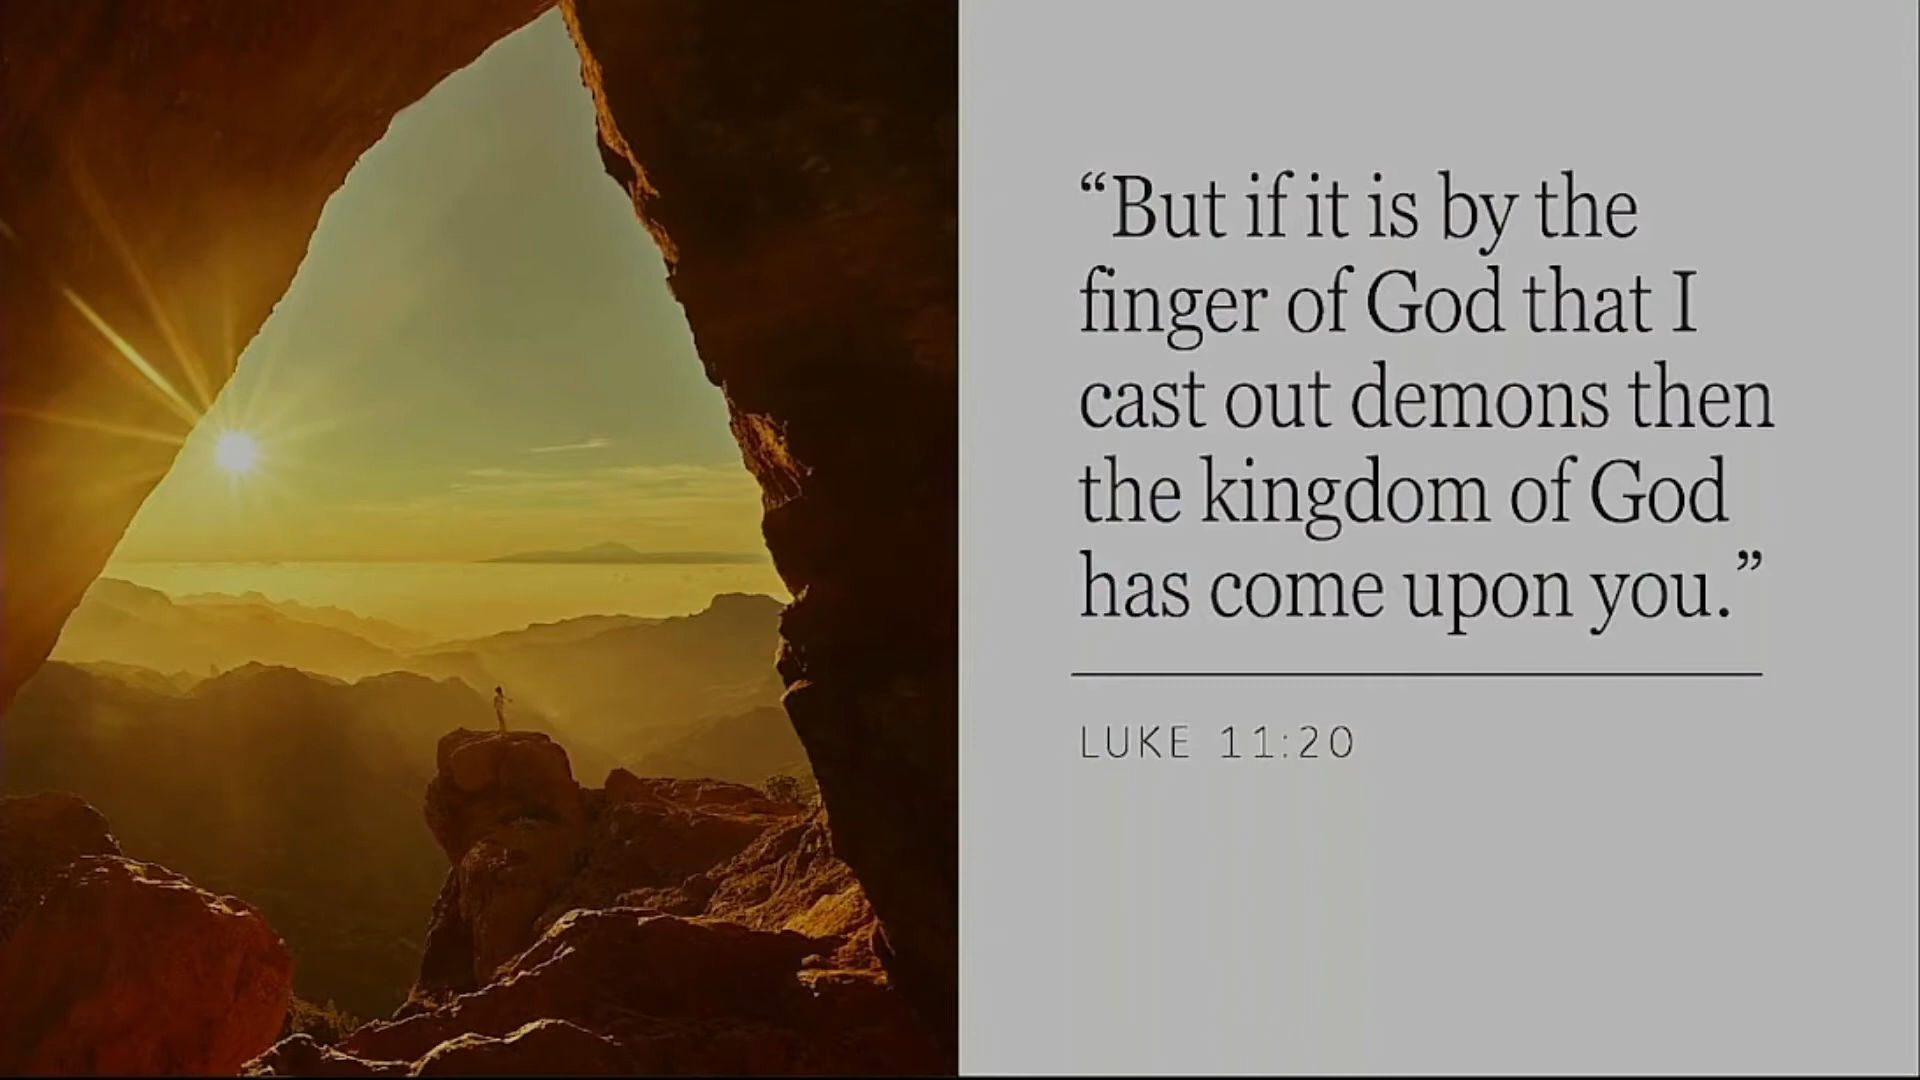 “But if it is by the
finger of God that I
cast out demons then
the kingdom of God
has come upon you.”
LUKE 11:20